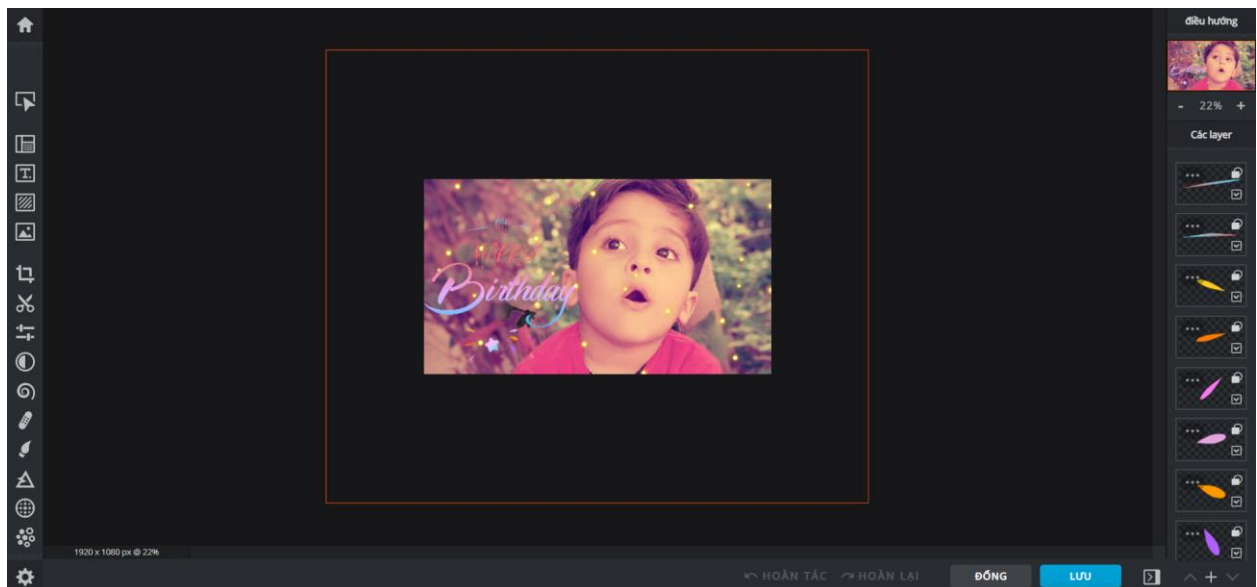 điều hướng
- 22% +
Các layer
Birthday
1920 x 1080 px @ 22%
HOÀN TÁC
HOÀN LẠI
ĐÓNG
LƯU